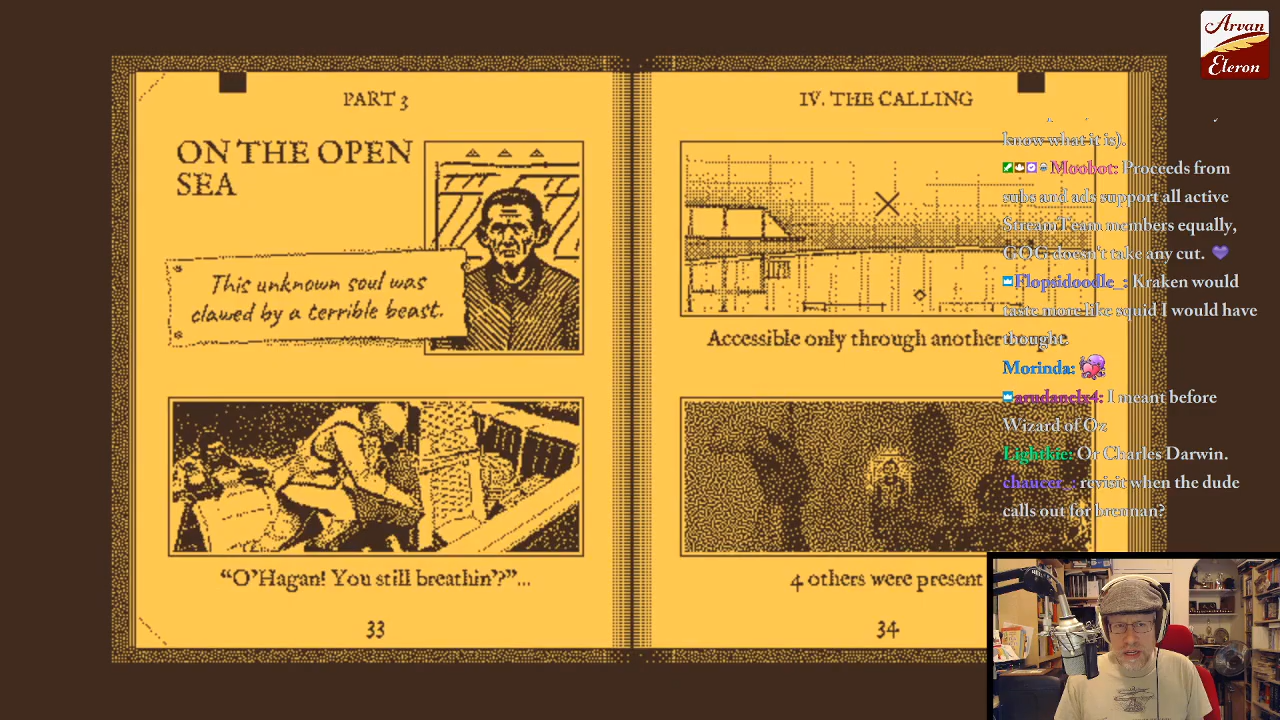 Arvan
Eleron
PART 3
ON THE OPEN
SEA
This unknown soul was
clawed by a terrible beast.
"O'Hagan! You still breathin'?"...
33
IV. THE CALLING
Accessible only through another
4 others were present
34
know what it is).
Moobot: Proceeds from
subs and ads support all active
StreamTeam members equally,
GOG doesn't take any cut.
Flopsidoodle_: Kraken would
taste more like squid I would have
thought.
Morinda:
arudanelx4: I meant before
Wizard of Oz
Lightkie: Or Charles Darwin.
chaucer_: revisit when the dude
calls out for brennan?